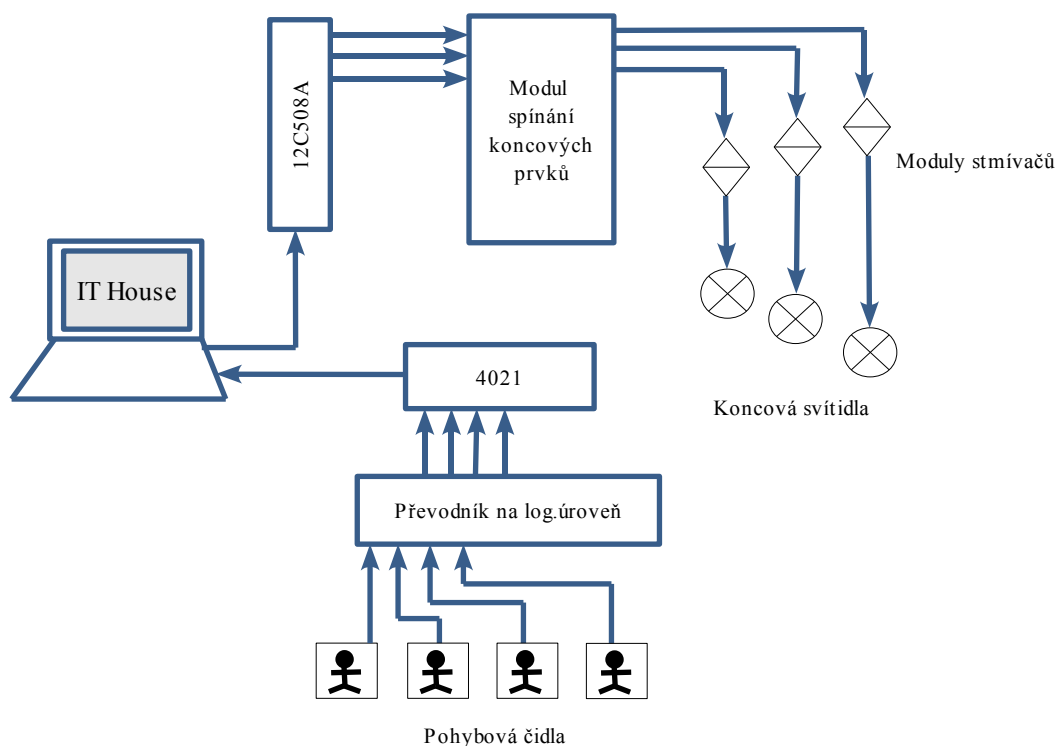 12C508A
Modul
spínání
koncových
prvků
Moduly stmívačů
IT House
4021
Koncová svítidla
Převodník na log.úroveň
Pohybová čidla